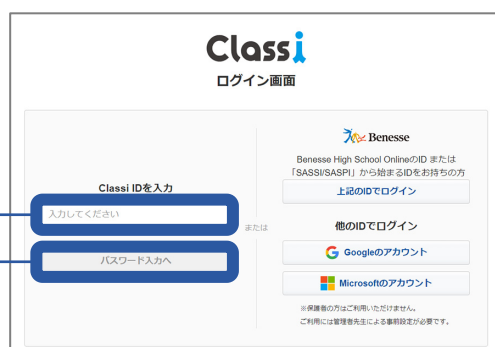 Classi
ログイン画面
Classi IDを入力
入力してください
パスワード入力へ
または
Benesse
Benesse High School OnlineのID または
「SASSI/SASPI」から始まるIDをお持ちの方
上記のIDでログイン
他のIDでログイン
Googleのアカウント
Microsoftのアカウント
※保護者の方はご利用いただけません。
ご利用には管理者先生による事前設定が必要です。